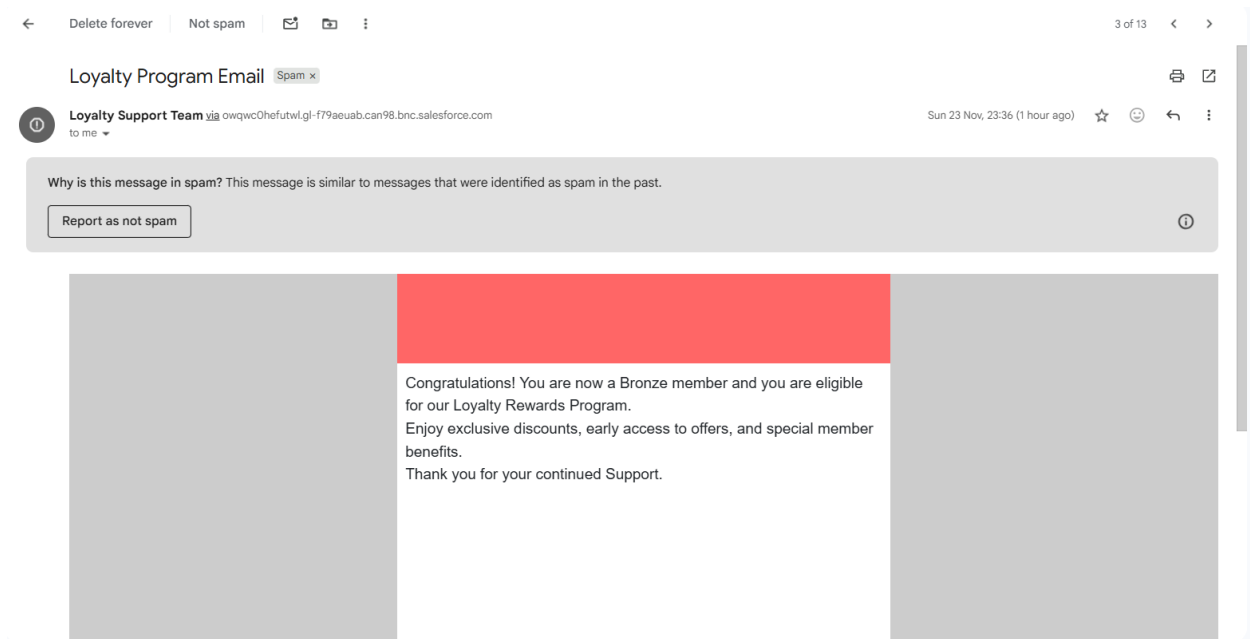 Delete forever
Not spam
3 of 13
Loyalty Program Email
Spam ×
Loyalty Support Team via owqwc0hefutwl.gl-f79aeuab.can98.bnc.salesforce.com
Sun 23 Nov, 23:36 (1 hour ago)
to me
Why is this message in spam? This message is similar to messages that were identified as spam in the past.
Report as not spam
Congratulations! You are now a Bronze member and you are eligible
for our Loyalty Rewards Program.
Enjoy exclusive discounts, early access to offers, and special member
benefits.
Thank you for your continued Support.